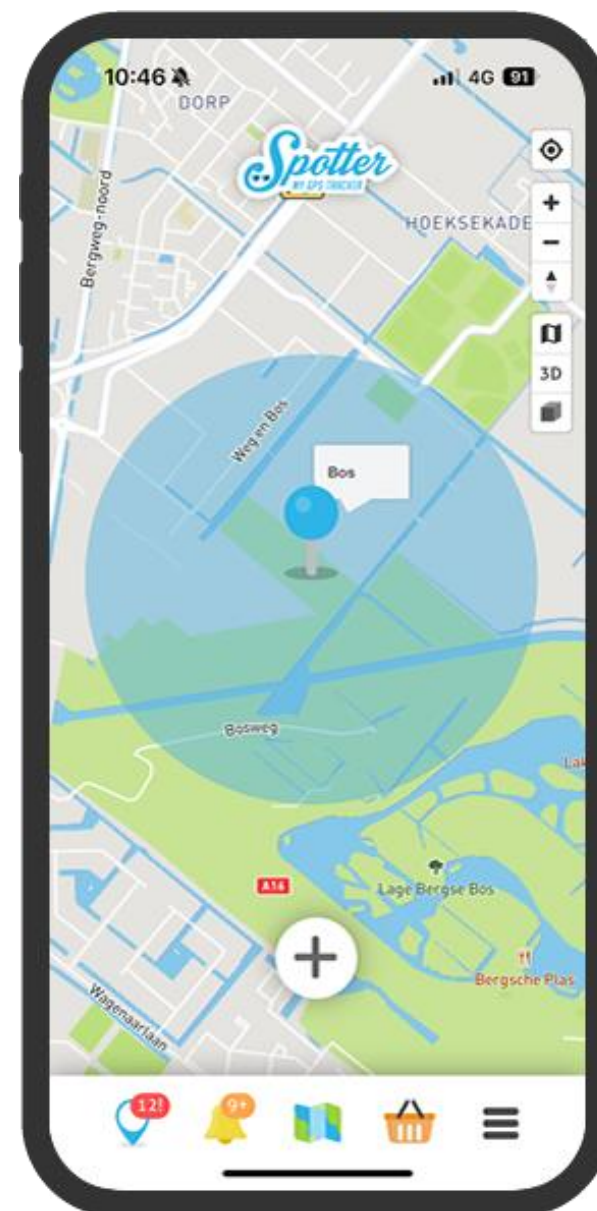 10:46
4G 91
DORP
Spotter
MY GPS TRACKER
Bergweg-noord
HOEKSEKADE
3D
Weg en Bos
Bos
Bosweg
Lak
A16
Lage Bergse Bos
Bergsche Plas
Wagenaarlaan
12!
9+